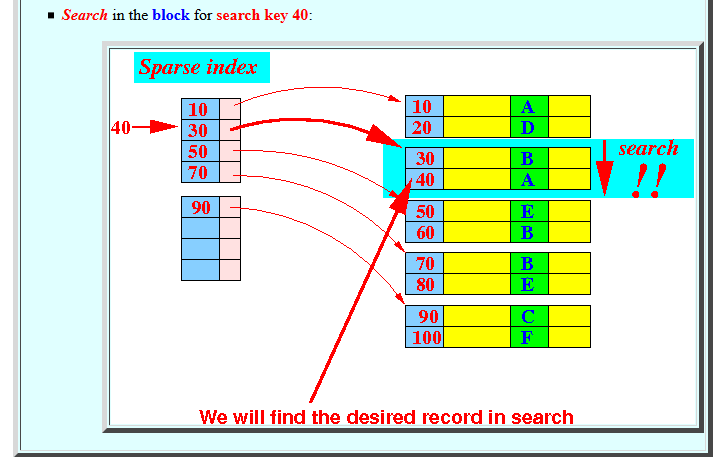 Search in the block for search key 40:
Sparse index
40
10
30
50
70
90
10 A
20 D
30 B
40 A
search
!!
50 E
60 B
70 B
80 E
90 C
100 F
We will find the desired record in search